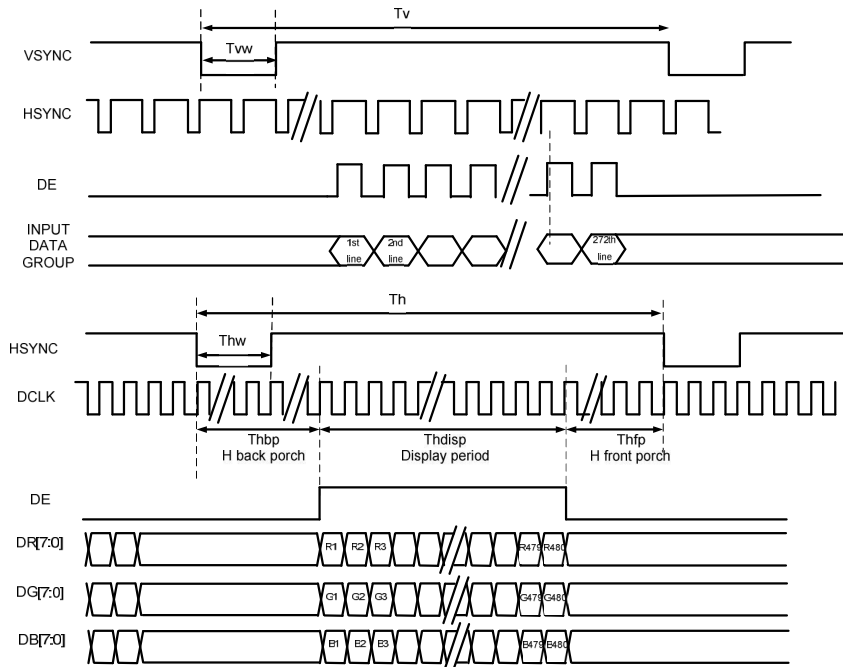 Tv
VSYNC
Tvw
HSYNC
DE
INPUT
DATA
GROUP
1st
line
2nd
line
272th
line
Th
HSYNC
Thw
DCLK
Thbp
H back porch
Thdisp
Display period
Thfp
H front porch
DE
DR[7:0]
R1 R2 R3 R479 R480
DG[7:0]
G1 G2 G3 G479 G480
DB[7:0]
B1 B2 B3 B479 B480